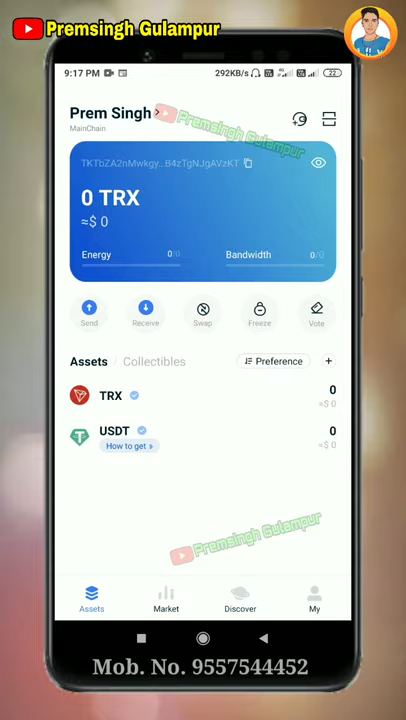 Premsingh Gulampur
9:17 PM
292KB/s
22
Prem Singh >
MainChain
Premsingh Gulampur
TKTbZA2nMwkgy...B4zTgNJgAVzKT
0 TRX
≈$ 0
Energy 0/0
Bandwidth 0/0
Send Receive Swap Freeze Vote
Assets Collectibles Preference +
TRX 0
≈$ 0
USDT 0
How to get ≈$ 0
Premsingh Gulampur
Assets Market Discover My
Mob. No. 9557544452